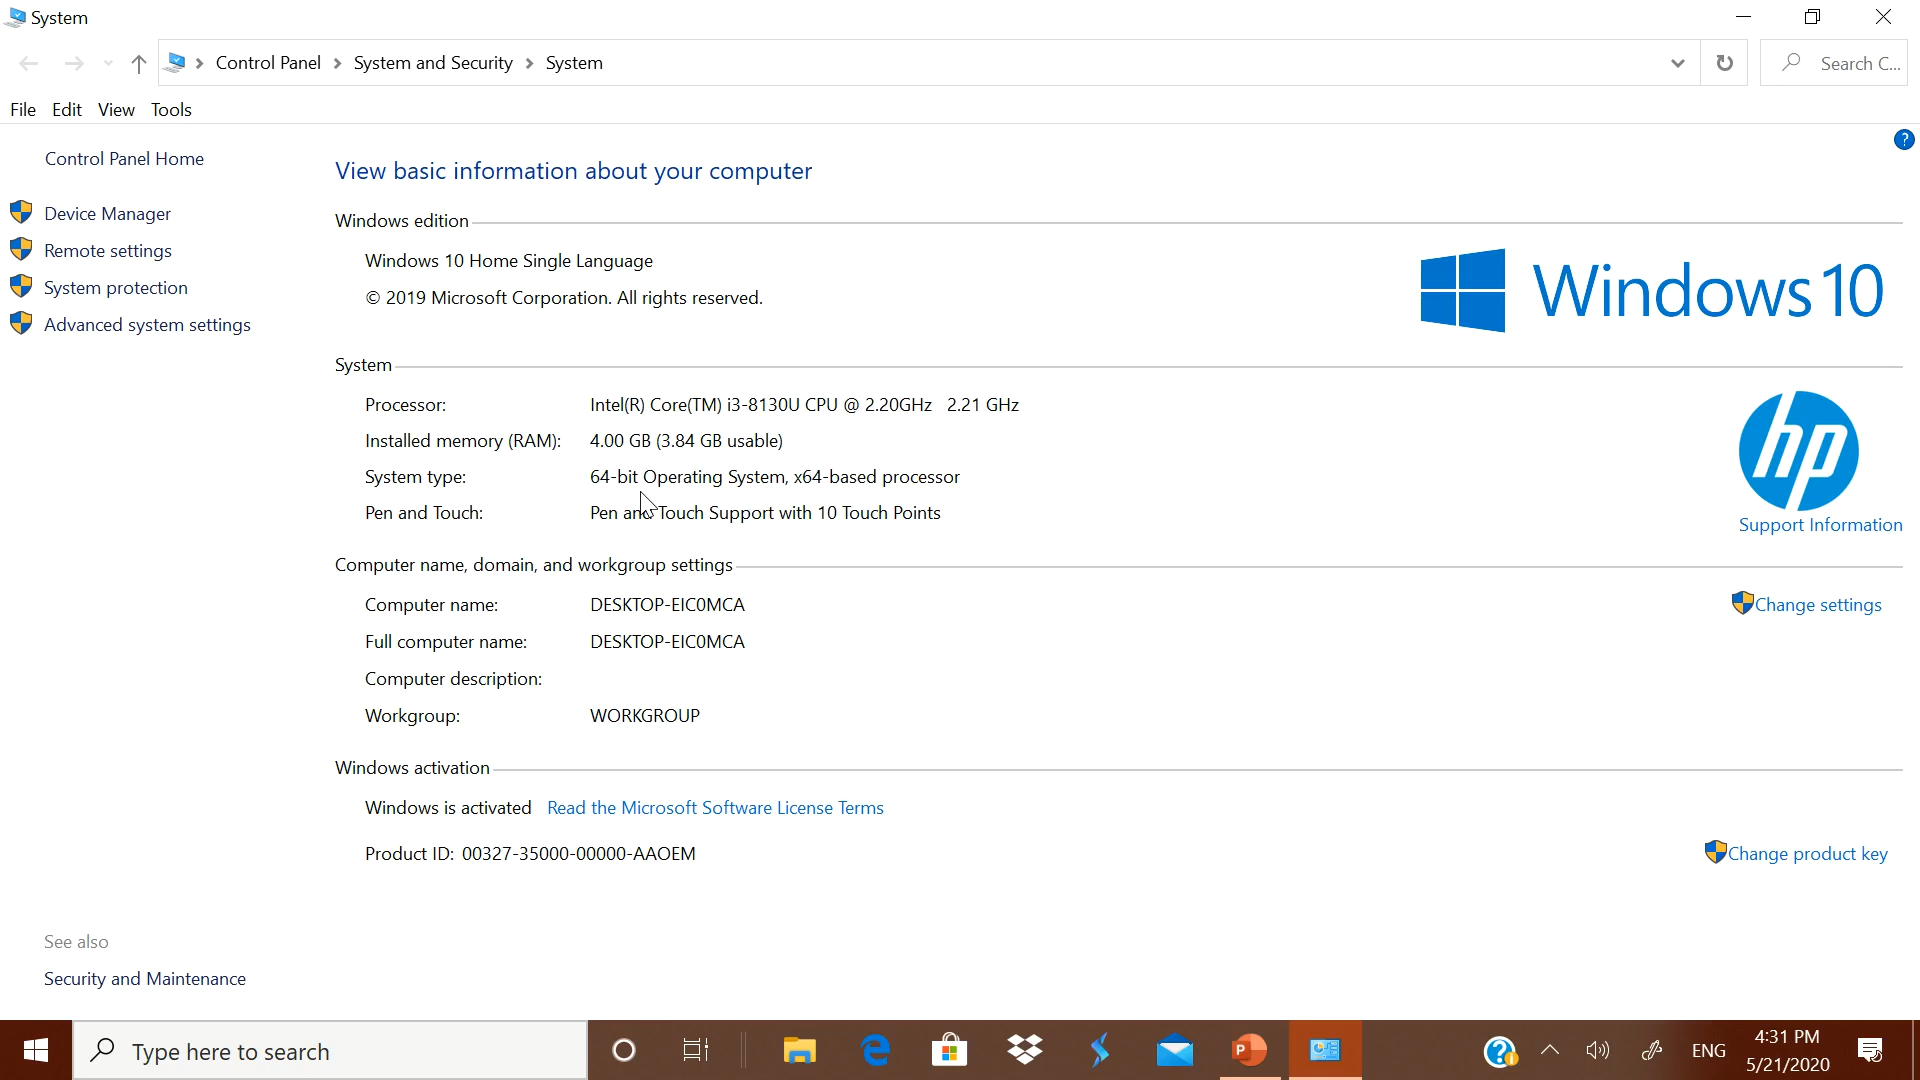 System
Control Panel System and Security System
Search C...
File Edit View Tools
Control Panel Home
Device Manager
Remote settings
System protection
Advanced system settings
View basic information about your computer
Windows edition
Windows 10 Home Single Language
© 2019 Microsoft Corporation. All rights reserved.
Windows 10
System
Processor: Intel(R) Core(TM) i3-8130U CPU @ 2.20GHz 2.21 GHz
Installed memory (RAM): 4.00 GB (3.84 GB usable)
System type: 64-bit Operating System, x64-based processor
Pen and Touch: Pen and Touch Support with 10 Touch Points
hp
Support Information
Computer name, domain, and workgroup settings
Computer name: DESKTOP-EIC0MCA
Change settings
Full computer name: DESKTOP-EIC0MCA
Computer description:
Workgroup: WORKGROUP
Windows activation
Windows is activated Read the Microsoft Software License Terms
Product ID: 00327-35000-00000-AAOEM
Change product key
See also
Security and Maintenance
Type here to search
ENG
4:31 PM
5/21/2020